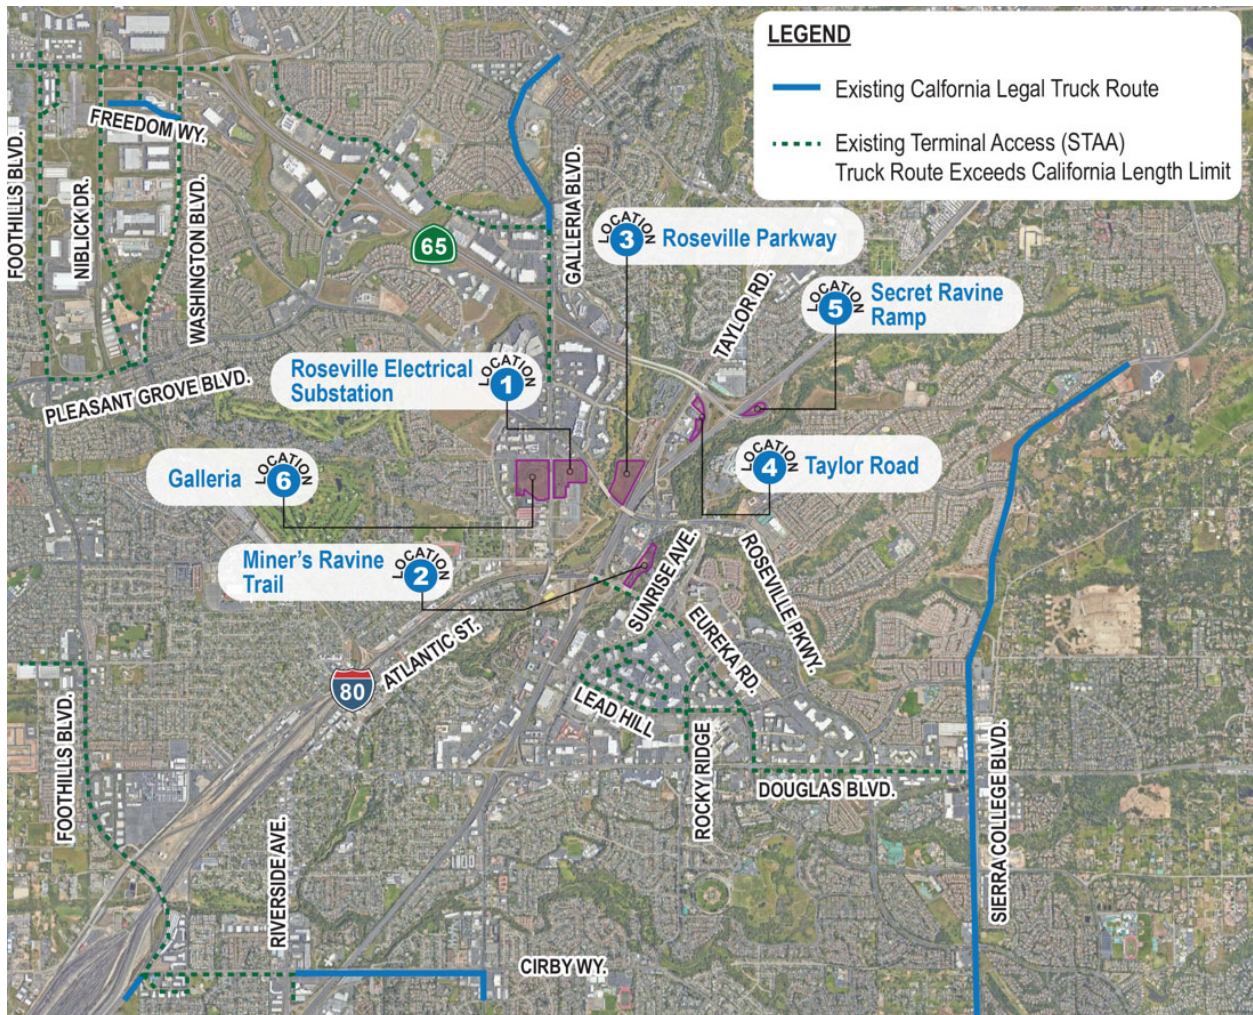 LEGEND
Existing Calfornia Legal Truck Route
Existing Terminal Access (STAA)
Truck Route Exceeds California Length Limit
FREEDOM WY.
FOOTHILLS BLVD.
NIBLICK DR.
WASHINGTON BLVD.
PLEASANT GROVE BLVD.
65
GALLERIA BLVD.
LOCATION
3
Roseville Parkway
TAYLOR RD.
LOCATION
5
Secret Ravine
Ramp
Roseville Electrical
Substation
LOCATION
1
Galleria
LOCATION
6
LOCATION
4
Taylor Road
Miner's Ravine
Trail
LOCATION
2
SUNRISE AVE.
ROSEVILLE PKWY.
EUREKA RD.
ATLANTIC ST.
80
LEAD HILL
ROCKY RIDGE
DOUGLAS BLVD.
SIERRA COLLEGE BLVD.
FOOTHILLS BLVD.
RIVERSIDE AVE.
CIRBY WY.